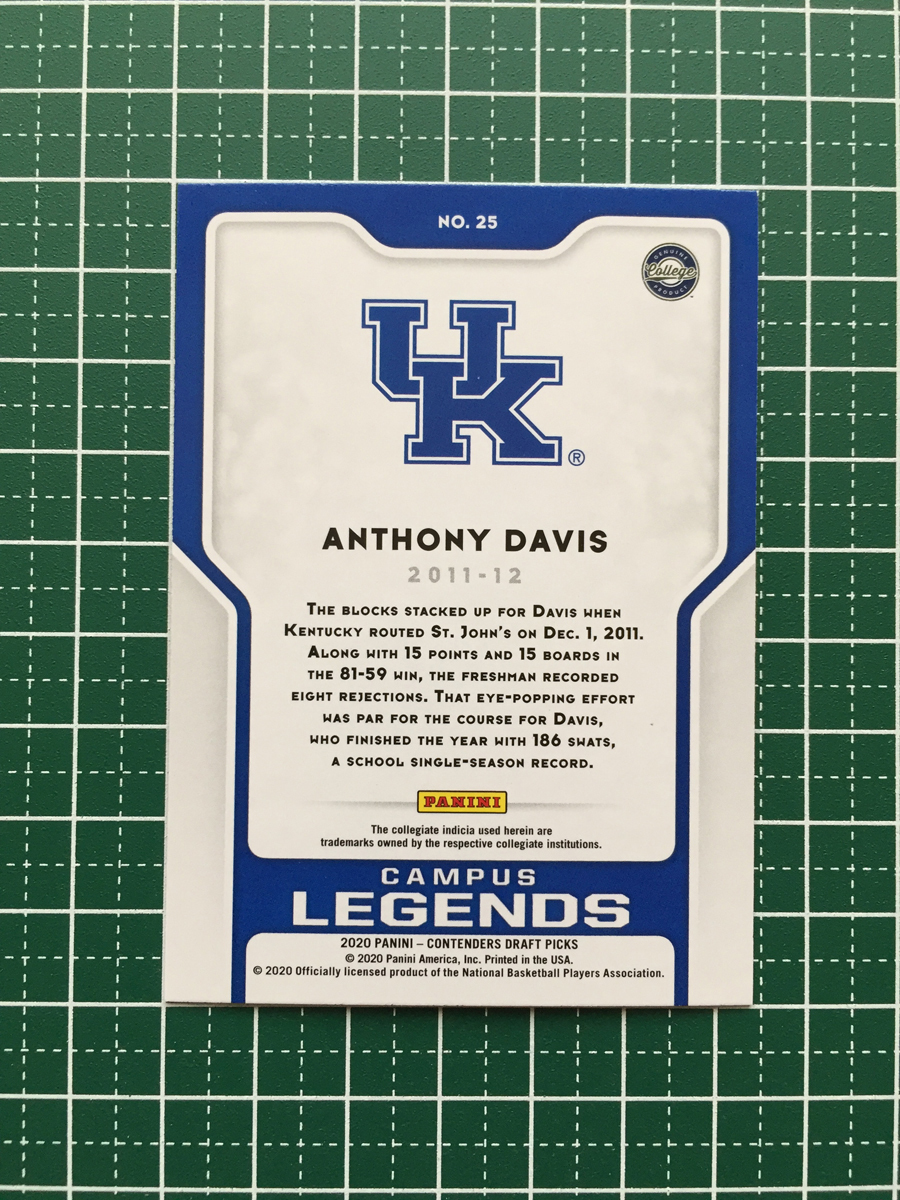 NO. 25
GENUINE
College
PRODUCT
UK®
ANTHONY DAVIS
2011-12
THE BLOCKS STACKED UP FOR DAVIS WHEN
KENTUCKY ROUTED ST. JOHN'S ON DEC. 1, 2011.
ALONG WITH 15 POINTS AND 15 BOARDS IN
THE 81-59 WIN, THE FRESHMAN RECORDED
EIGHT REJECTIONS. THAT EYE-POPPING EFFORT
WAS PAR FOR THE COURSE FOR DAVIS,
WHO FINISHED THE YEAR WITH 186 SWATS,
A SCHOOL SINGLE-SEASON RECORD.
PANINI
The collegiate indicia used herein are
trademarks owned by the respective collegiate institutions.
CAMPUS
LEGENDS
2020 PANINI – CONTENDERS DRAFT PICKS
© 2020 Panini America, Inc. Printed in the USA.
© 2020 Officially licensed product of the National Basketball Players Association.